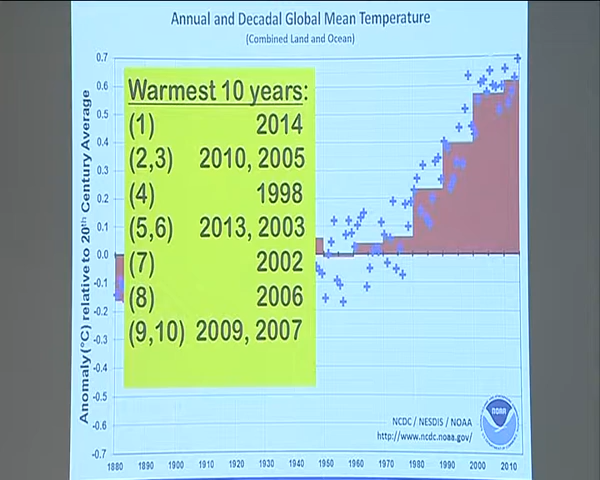 Annual and Decadal Global Mean Temperature
(Combined Land and Ocean)
Anomaly (°C) relative to 20th Century Average
0.7
0.6
0.5
0.4
0.3
0.2
0.1
0.0
-0.1
-0.2
-0.3
-0.4
-0.5
-0.6
-0.7
Warmest 10 years:
(1) 2014
(2,3) 2010, 2005
(4) 1998
(5,6) 2013, 2003
(7) 2002
(8) 2006
(9,10) 2009, 2007
NCDC / NESDIS / NOAA
http://www.ncdc.noaa.gov/
NOAA
1880 1890 1900 1910 1920 1930 1940 1950 1960 1970 1980 1990 2000 2010